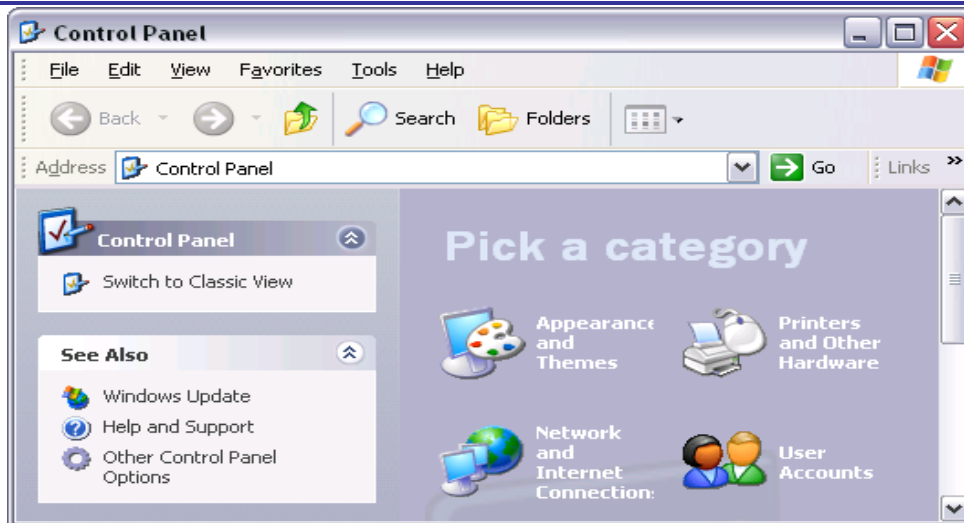 Control Panel
File Edit View Favorites Tools Help
Back Search Folders
Address Control Panel Go Links »
Control Panel
Switch to Classic View
See Also
Windows Update
Help and Support
Other Control Panel
Options
Pick a category
Appearance
and
Themes
Printers
and Other
Hardware
Network
and
Internet
Connection:
User
Accounts